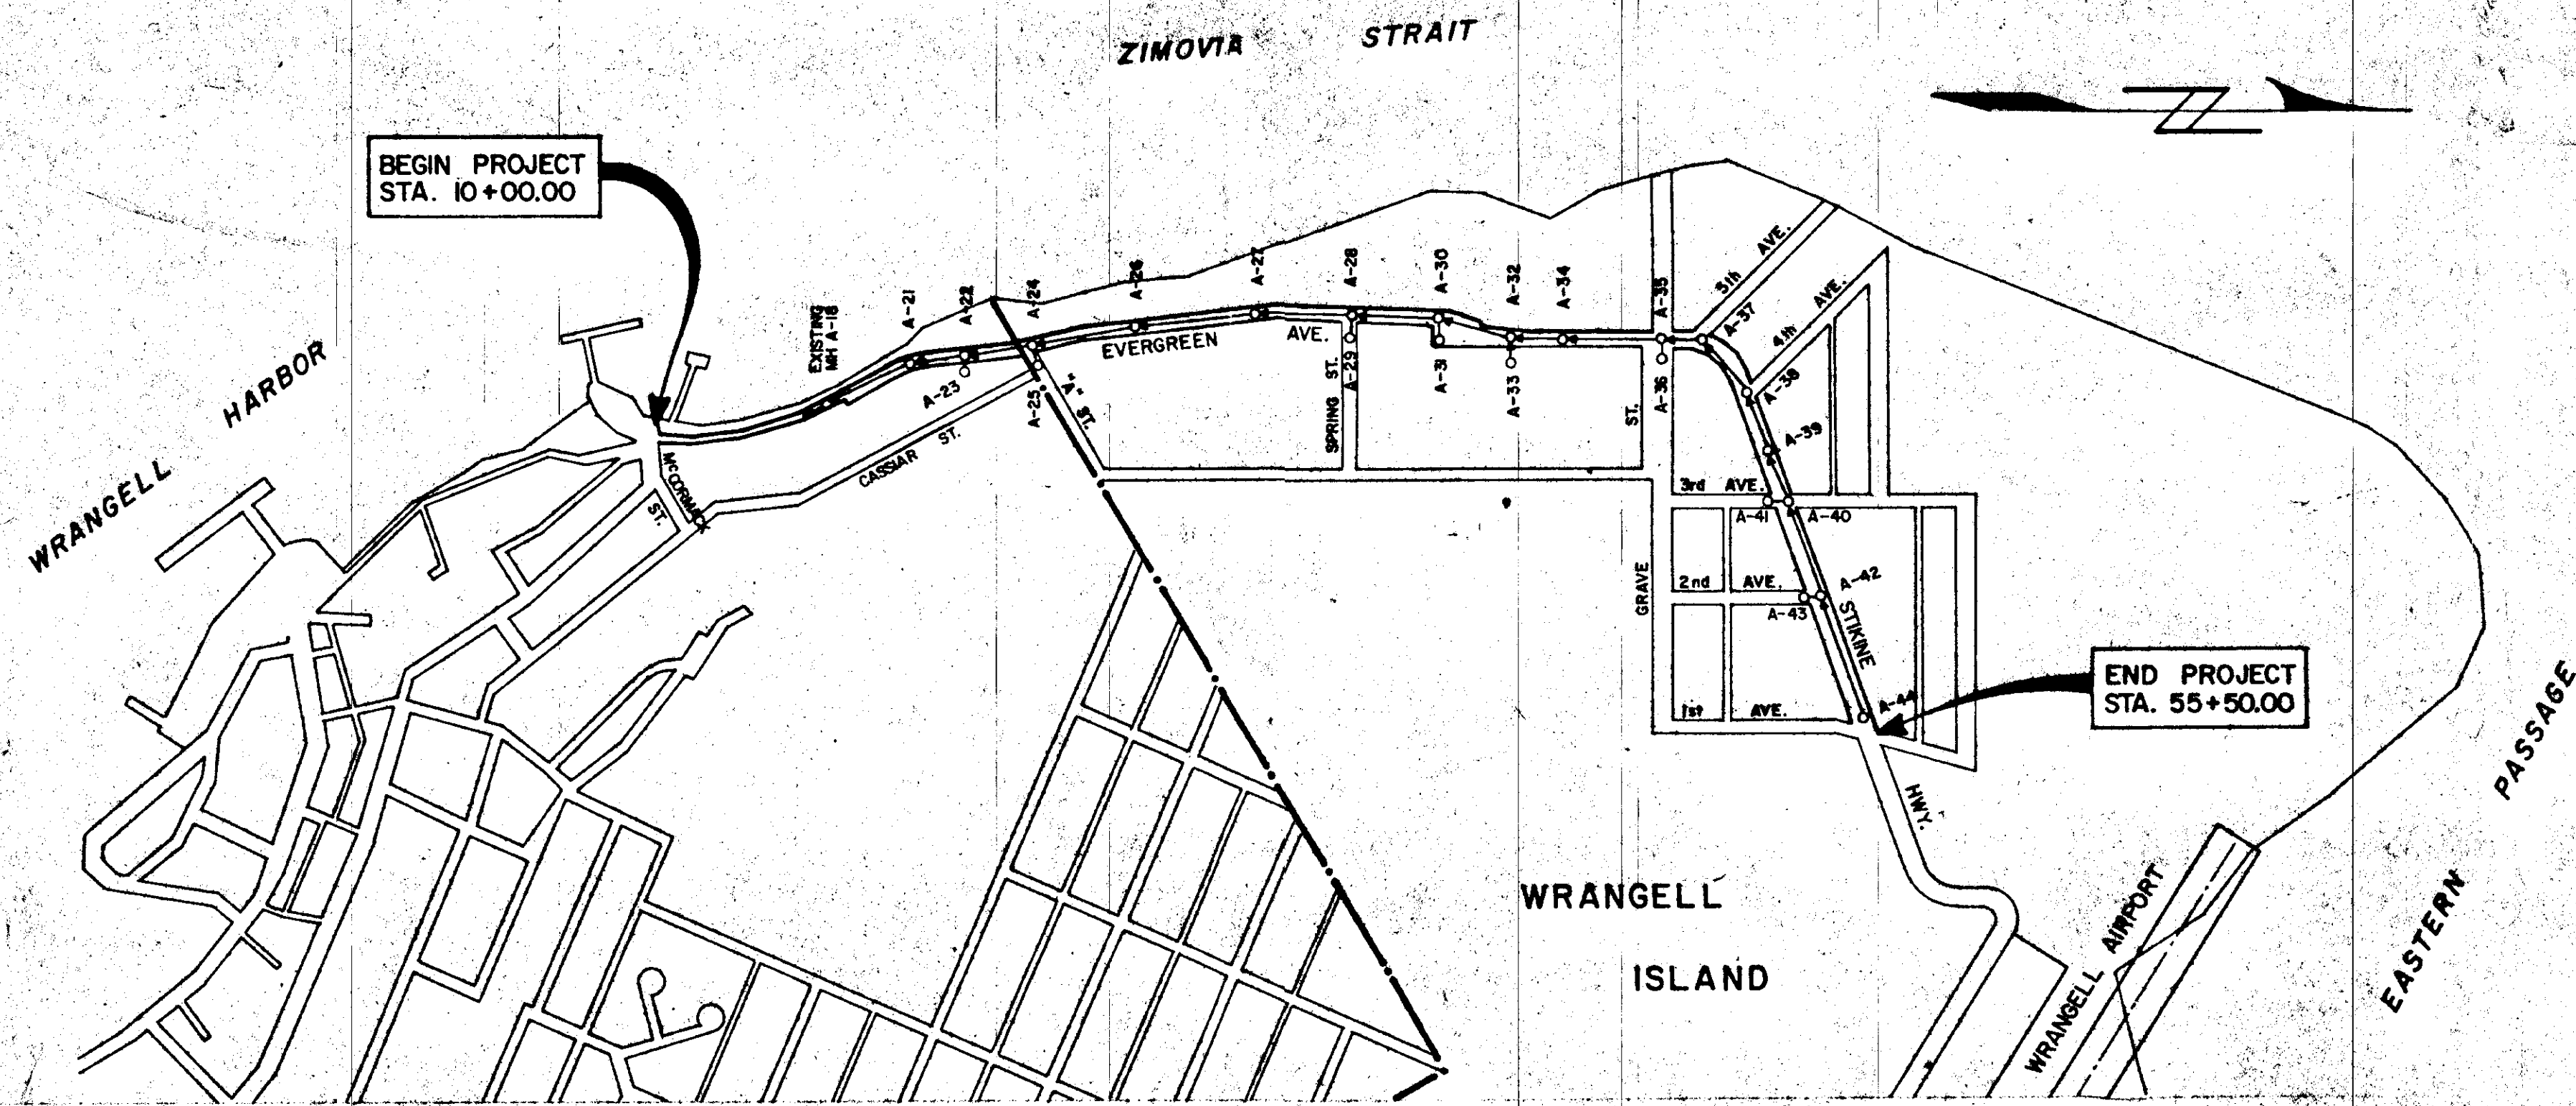 ZIMOVIA STRAIT
BEGIN PROJECT
STA. 10+00.00
WRANGELL HARBOR
EXISTING
MH A-18
A-21
A-22
A-24
A-26
A-27
A-28
A-30
A-32
A-34
A-35
5th AVE.
4th AVE.
A-37
A-38
A-39
A-23
A-25
"A" ST.
EVERGREEN AVE.
SPRING ST.
A-29
A-31
A-33
A-36
GRAVE ST.
McCORMACK ST.
CASSIAR ST.
3rd AVE.
A-41
A-40
2nd AVE.
A-42
A-43
STIKINE HWY.
1st AVE.
A-44
END PROJECT
STA. 55+50.00
WRANGELL
ISLAND
WRANGELL AIRPORT
EASTERN PASSAGE